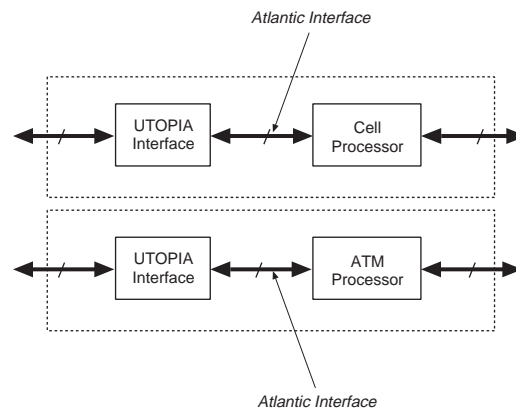 Atlantic Interface
UTOPIA
Interface
Cell
Processor
UTOPIA
Interface
ATM
Processor
Atlantic Interface